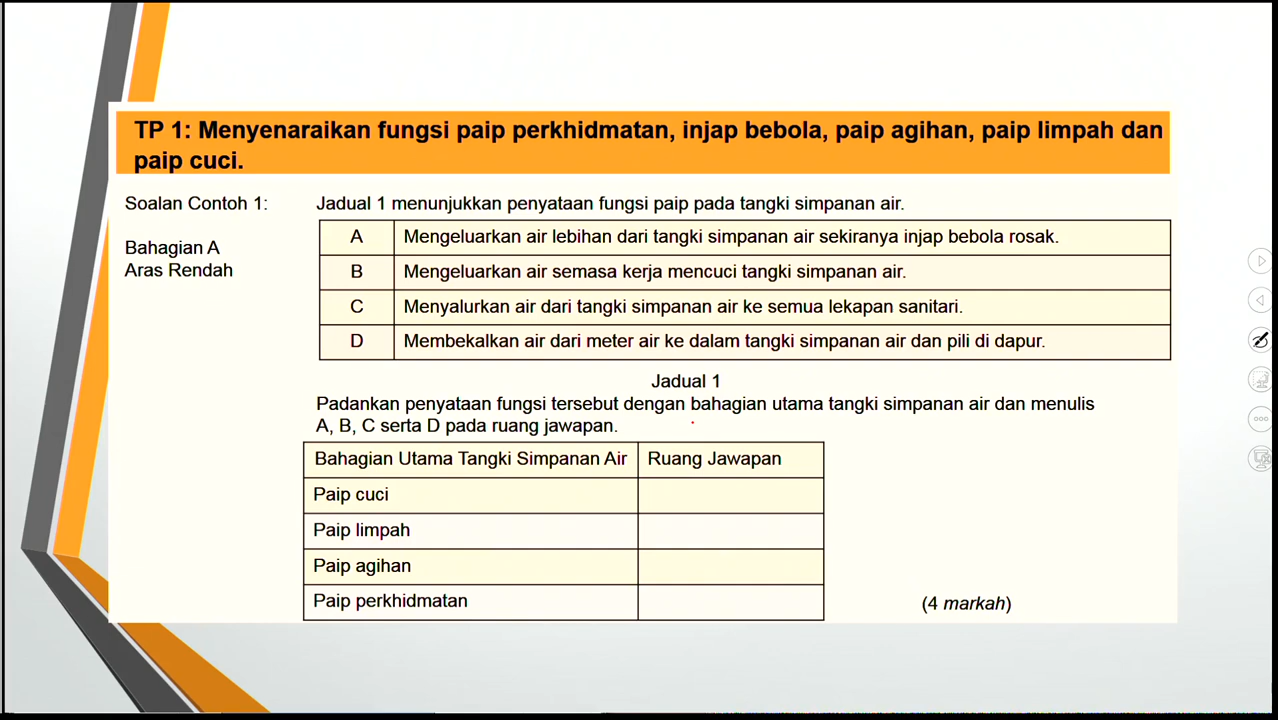 TP 1: Menyenaraikan fungsi paip perkhidmatan, injap bebola, paip agihan, paip limpah dan
paip cuci.
Soalan Contoh 1:
Bahagian A
Aras Rendah
Jadual 1 menunjukkan penyataan fungsi paip pada tangki simpanan air.
A Mengeluarkan air lebihan dari tangki simpanan air sekiranya injap bebola rosak.
B Mengeluarkan air semasa kerja mencuci tangki simpanan air.
C Menyalurkan air dari tangki simpanan air ke semua lekapan sanitari.
D Membekalkan air dari meter air ke dalam tangki simpanan air dan pili di dapur.
Jadual 1
Padankan penyataan fungsi tersebut dengan bahagian utama tangki simpanan air dan menulis
A, B, C serta D pada ruang jawapan.
Bahagian Utama Tangki Simpanan Air Ruang Jawapan
Paip cuci
Paip limpah
Paip agihan
Paip perkhidmatan
(4 markah)